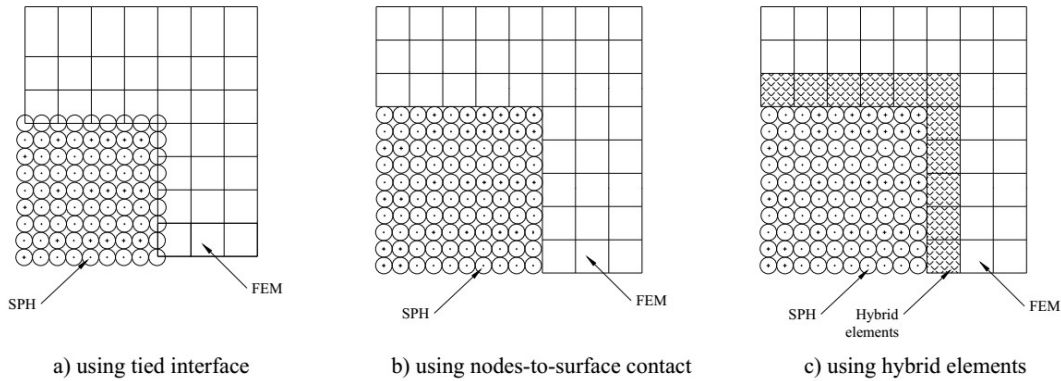 SPH
FEM
a) using tied interface
SPH
FEM
b) using nodes-to-surface contact
SPH
Hybrid
elements
FEM
c) using hybrid elements